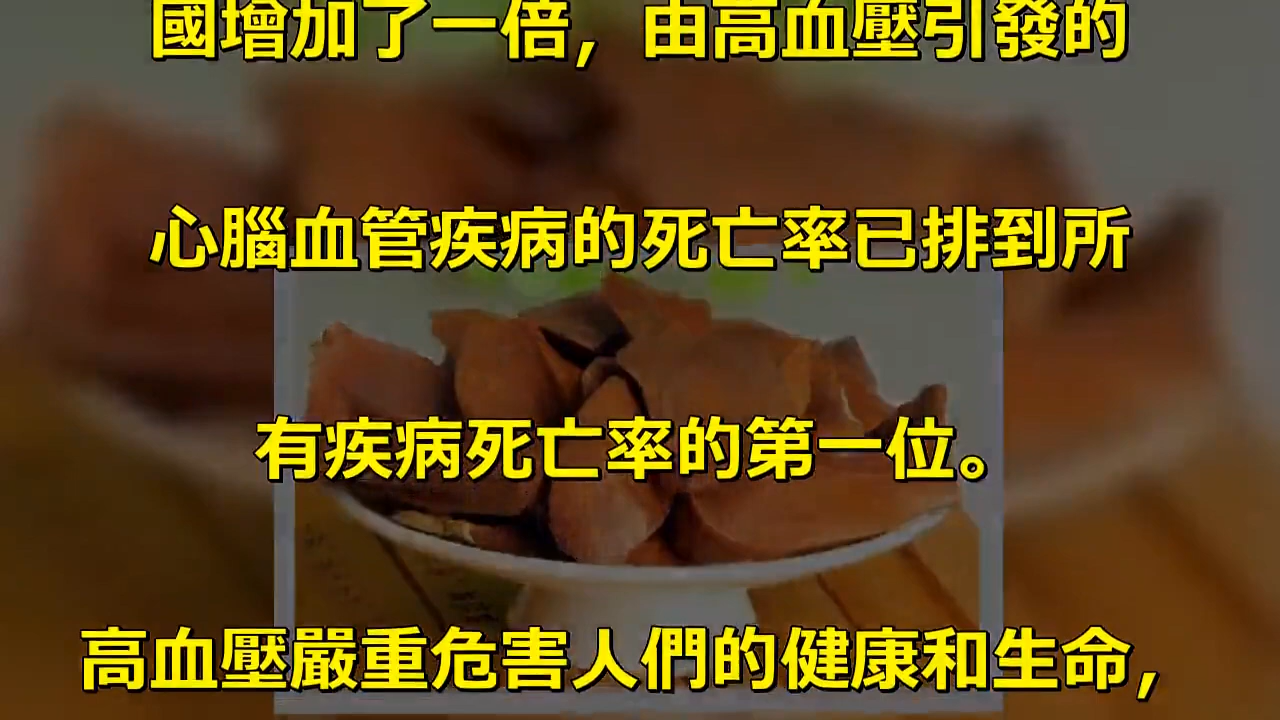 國增加了一倍，由高血壓引發的
心腦血管疾病的死亡率已排到所
有疾病死亡率的第一位。
高血壓嚴重危害人們的健康和生命，